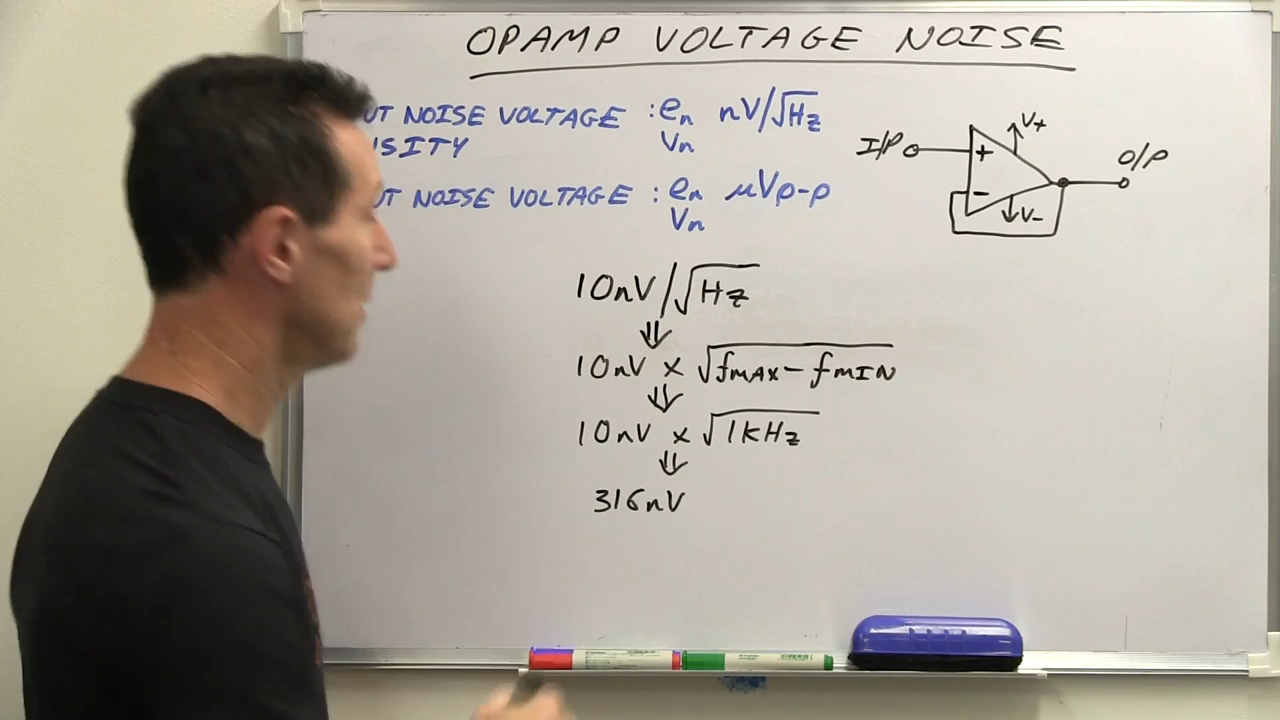 OPAMP VOLTAGE NOISE
UT NOISE VOLTAGE : en nV/√Hz
SITY Vn
UT NOISE VOLTAGE : en µVp-p
Vn
I/P + V+ O/P
- V-
10nV/√Hz
⇓
10nV × √fMAX - fMIN
⇓
10nV × √1kHz
⇓
316nV